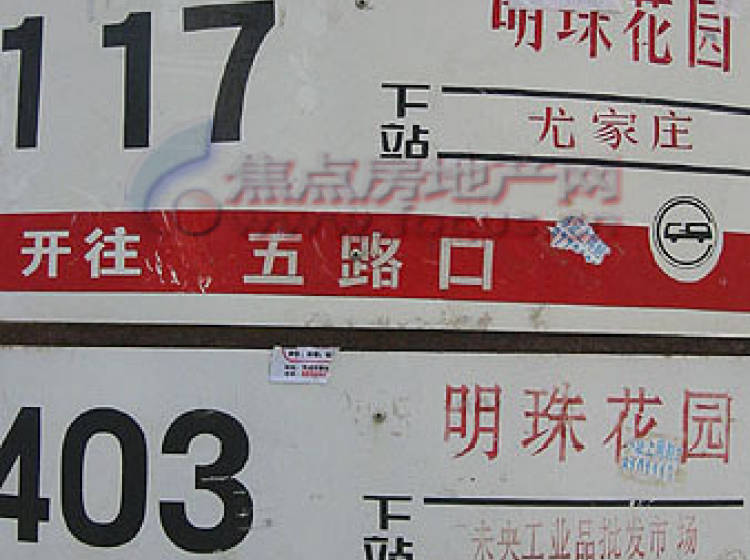 117
明珠花园
下站
尤家庄
焦点房地产网
开往 五路口
403
明珠花园
下站
未央工业品批发市场